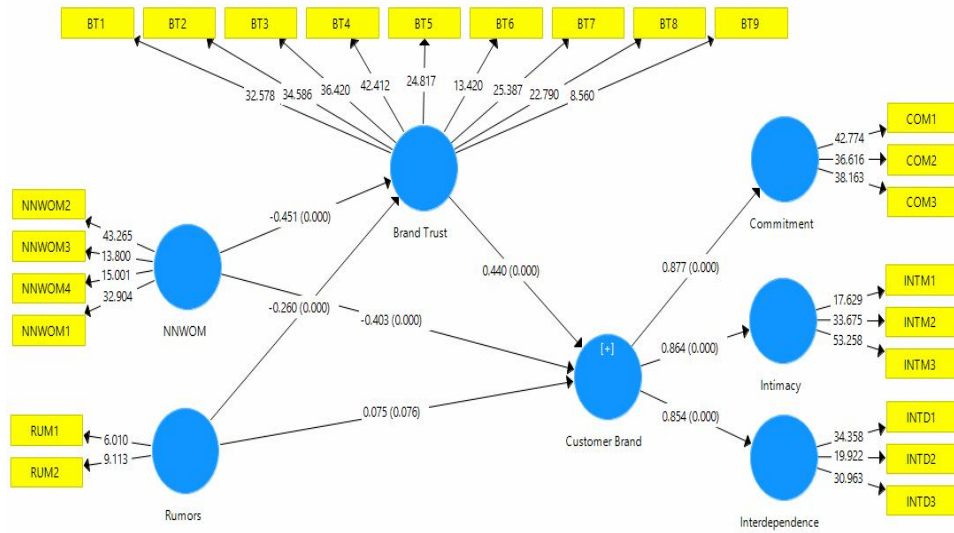 BT1 BT2 BT3 BT4 BT5 BT6 BT7 BT8 BT9
32.578 34.586 36.420 42.412 24.817 13.420 25.387 22.790 8.560
Brand Trust
NNWOM2
NNWOM3
NNWOM4
NNWOM1
43.265
13.800
15.001
32.904
NNWOM
-0.451 (0.000)
-0.260 (0.000)
-0.403 (0.000)
0.440 (0.000)
0.075 (0.076)
RUM1
RUM2
6.010
9.113
Rumors
[+]
Customer Brand
0.877 (0.000)
0.864 (0.000)
0.854 (0.000)
Commitment
42.774
36.616
38.163
COM1
COM2
COM3
Intimacy
17.629
33.675
53.258
INTM1
INTM2
INTM3
Interdependence
34.358
19.922
30.963
INTD1
INTD2
INTD3